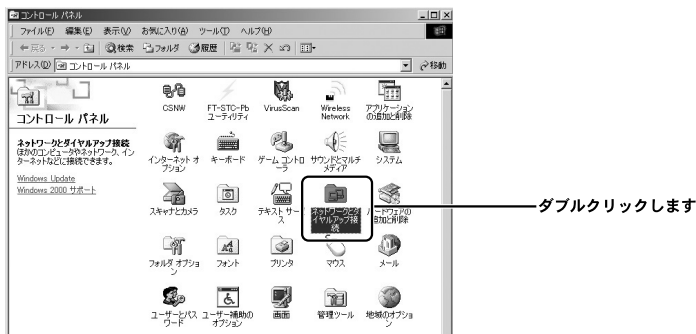 コントロール パネル
ファイル(F) 編集(E) 表示(V) お気に入り(A) ツール(T) ヘルプ(H)
戻る 検索 フォルダ 履歴
アドレス(D) コントロール パネル 移動
コントロール パネル
ネットワークとダイヤルアップ接続
ほかのコンピュータやネットワーク、イン
ターネットなどに接続できます。
Windows Update
Windows 2000 サポート
CSNW
FT-STC-Pb
ユーティリティ
VirusScan
Wireless
Network
アプリケーション
の追加と削除
インターネット オ
プション
キーボード
ゲーム コントロ
ーラ
サウンドとマルチ
メディア
システム
スキャナとカメラ
タスク
テキスト サービ
ス
ネットワークとダ
イヤルアップ接
続
ハードウェアの
追加と削除
ダブルクリックします
フォルダ オプショ
ン
フォント
プリンタ
マウス
メール
ユーザーとパス
ワード
ユーザー補助の
オプション
画面
管理ツール
地域のオプショ
ン